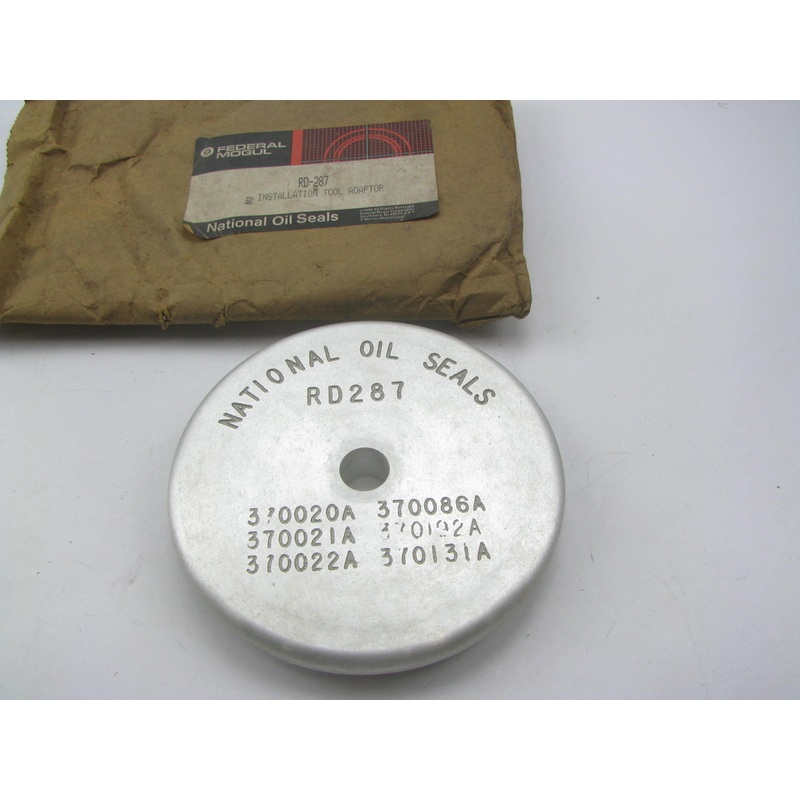 FEDERAL
MOGUL
RD-287
INSTALLATION TOOL ADAPTOR
National Oil Seals
NATIONAL OIL SEALS
RD287
370020A 370086A
370021A
370022A 370131A